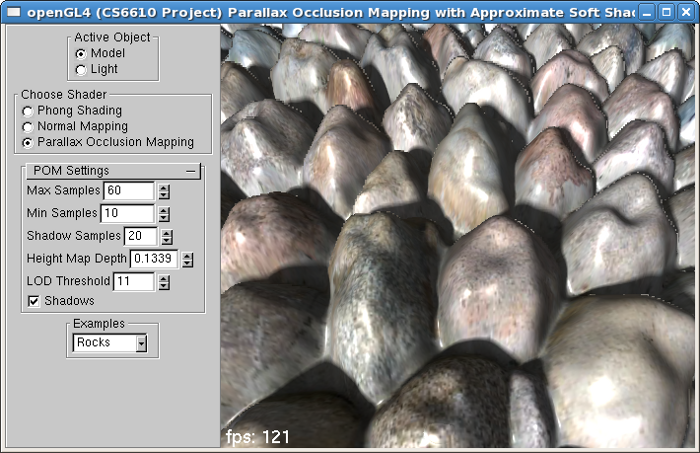 openGL4 (CS6610 Project) Parallax Occlusion Mapping with Approximate Soft Shad
Active Object
Model
Light
Choose Shader
Phong Shading
Normal Mapping
Parallax Occlusion Mapping
POM Settings
Max Samples 60
Min Samples 10
Shadow Samples 20
Height Map Depth 0.1339
LOD Threshold 11
Shadows
Examples
Rocks
fps: 121